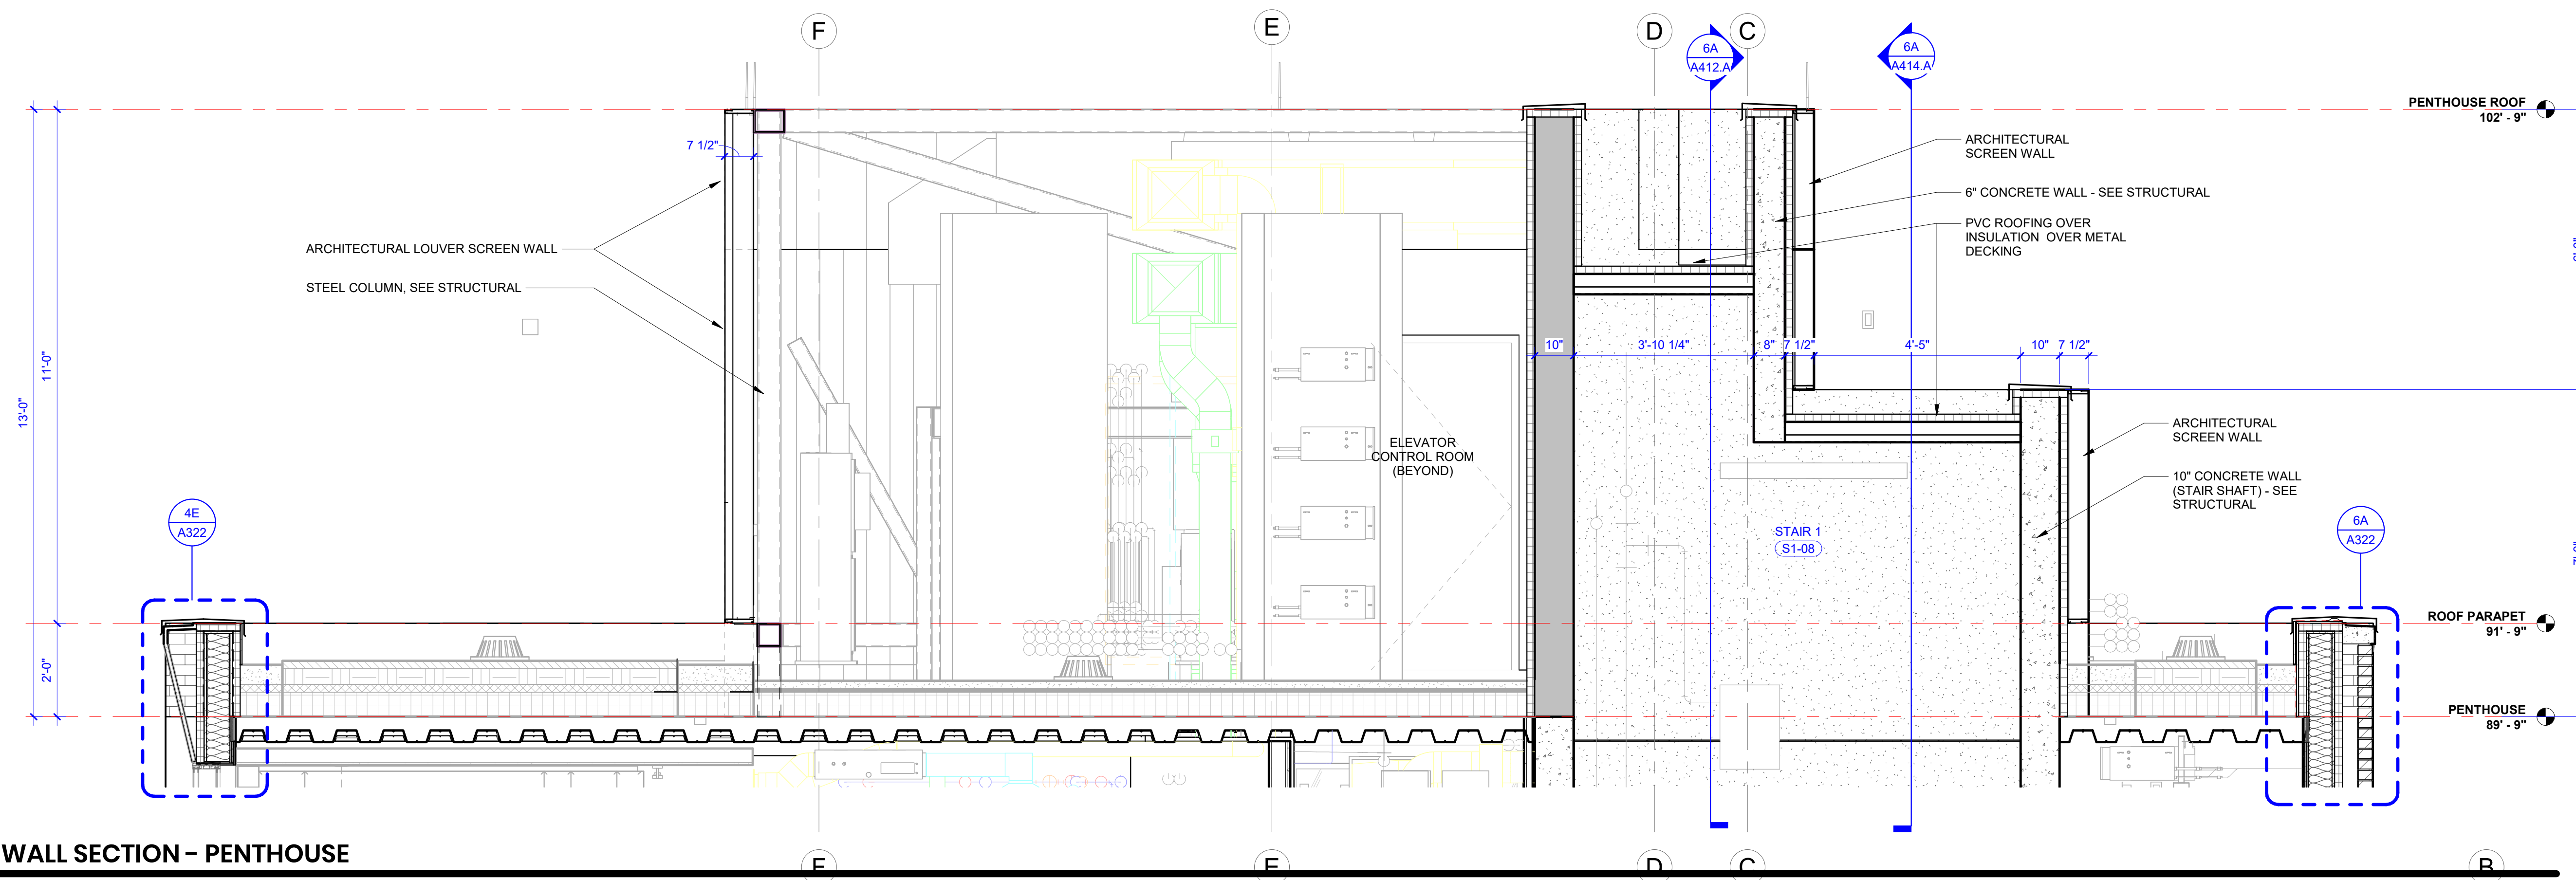 F
E
D
C
6A
A412.A
6A
A414.A
PENTHOUSE ROOF
102' - 9"
7 1/2"
ARCHITECTURAL
SCREEN WALL
6" CONCRETE WALL - SEE STRUCTURAL
PVC ROOFING OVER
INSULATION OVER METAL
DECKING
ARCHITECTURAL LOUVER SCREEN WALL
STEEL COLUMN, SEE STRUCTURAL
10"
3'-10 1/4"
8"
7 1/2"
4'-5"
10"
7 1/2"
11'-0"
13'-0"
ELEVATOR
CONTROL ROOM
(BEYOND)
ARCHITECTURAL
SCREEN WALL
10" CONCRETE WALL
(STAIR SHAFT) - SEE
STRUCTURAL
4E
A322
STAIR 1
S1-08
6A
A322
ROOF PARAPET
91' - 9"
2'-0"
PENTHOUSE
89' - 9"
WALL SECTION - PENTHOUSE
F
E
D
C
B